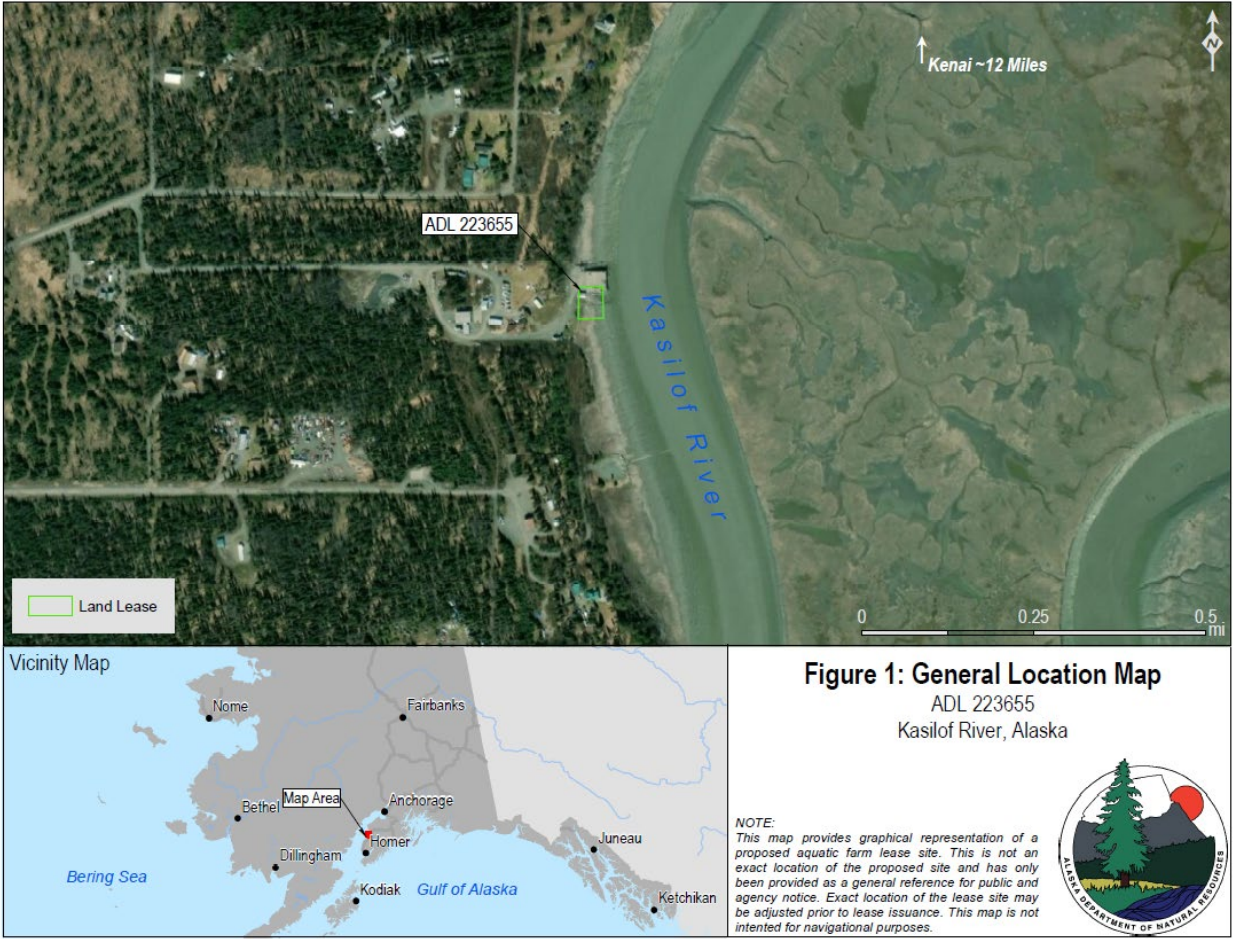 Kenai ~12 Miles
N
ADL 223655
Kasilof River
Land Lease
0 0.25 0.5
mi
Vicinity Map
Nome
Fairbanks
Bethel
Map Area
Anchorage
Homer
Dillingham
Juneau
Bering Sea
Kodiak
Gulf of Alaska
Ketchikan
Figure 1: General Location Map
ADL 223655
Kasilof River, Alaska
NOTE:
This map provides graphical representation of a
proposed aquatic farm lease site. This is not an
exact location of the proposed site and has only
been provided as a general reference for public and
agency notice. Exact location of the lease site may
be adjusted prior to lease issuance. This map is not
intended for navigational purposes.
ALASKA DEPARTMENT OF NATURAL RESOURCES